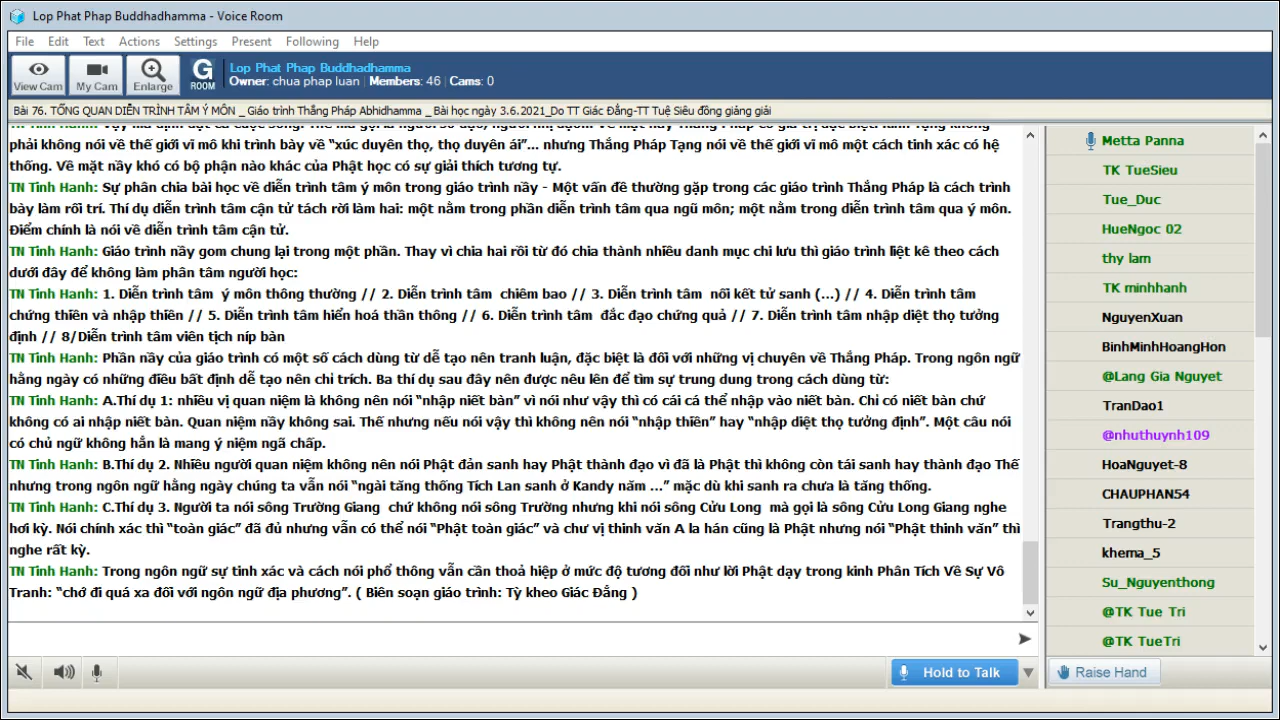 Lop Phat Phap Buddhadhamma - Voice Room
File Edit Text Actions Settings Present Following Help
View Cam My Cam Enlarge G ROOM
Lop Phat Phap Buddhadhamma
Owner: chua phap luan | Members: 46 | Cams: 0
Bài 76. TỔNG QUAN DIỄN TRÌNH TÂM Ý MÔN _ Giáo trình Thắng Pháp Abhidhamma _ Bài học ngày 3.6.2021_Do TT Giác Đẳng-TT Tuệ Siêu đồng giảng giải
phải không nói về thế giới vĩ mô khi trình bày về “xúc duyên thọ, thọ duyên ái”... nhưng Thắng Pháp Tạng nói về thế giới vĩ mô một cách tinh xác có hệ
thống. Về mặt nầy khó có bộ phận nào khác của Phật học có sự giải thích tương tự.
TN Tinh Hanh: Sự phân chia bài học về diễn trình tâm ý môn trong giáo trình nầy - Một vấn đề thường gặp trong các giáo trình Thắng Pháp là cách trình
bày làm rối trí. Thí dụ diễn trình tâm cận tử tách rời làm hai: một nằm trong phần diễn trình tâm qua ngũ môn; một nằm trong diễn trình tâm qua ý môn.
Điểm chính là nói về diễn trình tâm cận tử.
TN Tinh Hanh: Giáo trình nầy gom chung lại trong một phần. Thay vì chia hai rồi từ đó chia thành nhiều danh mục chi lưu thì giáo trình liệt kê theo cách
dưới đây để không làm phân tâm người học:
TN Tinh Hanh: 1. Diễn trình tâm ý môn thông thường // 2. Diễn trình tâm chiêm bao // 3. Diễn trình tâm nối kết tử sanh (...) // 4. Diễn trình tâm
chứng thiền và nhập thiền // 5. Diễn trình tâm hiển hoá thần thông // 6. Diễn trình tâm đắc đạo chứng quả // 7. Diễn trình tâm nhập diệt thọ tưởng
định // 8/Diễn trình tâm viên tịch níp bàn
TN Tinh Hanh: Phần nầy của giáo trình có một số cách dùng từ dễ tạo nên tranh luận, đặc biệt là đối với những vị chuyên về Thắng Pháp. Trong ngôn ngữ
hằng ngày có những điều bất định dễ tạo nên chỉ trích. Ba thí dụ sau đây nên được nêu lên để tìm sự trung dung trong cách dùng từ:
TN Tinh Hanh: A.Thí dụ 1: nhiều vị quan niệm là không nên nói “nhập niết bàn” vì nói như vậy thì có cái cá thể nhập vào niết bàn. Chỉ có niết bàn chứ
không có ai nhập niết bàn. Quan niệm nầy không sai. Thế nhưng nếu nói vậy thì không nên nói “nhập thiền” hay “nhập diệt thọ tưởng định”. Một câu nói
có chủ ngữ không hẳn là mang ý niệm ngã chấp.
TN Tinh Hanh: B.Thí dụ 2. Nhiều người quan niệm không nên nói Phật đản sanh hay Phật thành đạo vì đã là Phật thì không còn tái sanh hay thành đạo Thế
nhưng trong ngôn ngữ hằng ngày chúng ta vẫn nói “ngài tăng thống Tích Lan sanh ở Kandy năm ...” mặc dù khi sanh ra chưa là tăng thống.
TN Tinh Hanh: C.Thí dụ 3. Người ta nói sông Trường Giang chứ không nói sông Trường nhưng khi nói sông Cửu Long mà gọi là sông Cửu Long Giang nghe
hơi kỳ. Nói chính xác thì “toàn giác” đã đủ nhưng vẫn có thể nói “Phật toàn giác” và chư vị thinh văn A la hán cũng là Phật nhưng nói “Phật thinh văn” thì
nghe rất kỳ.
TN Tinh Hanh: Trong ngôn ngữ sự tinh xác và cách nói phổ thông vẫn cần thoả hiệp ở mức độ tương đối như lời Phật dạy trong kinh Phân Tích Về Sự Vô
Tranh: “chớ đi quá xa đối với ngôn ngữ địa phương”. ( Biên soạn giáo trình: Tỳ kheo Giác Đẳng )
Metta Panna
TK TueSieu
Tue_Duc
HueNgoc 02
thy lam
TK minhhanh
NguyenXuan
BinhMinhHoangHon
@Lang Gia Nguyet
TranDao1
@nhuthuynh109
HoaNguyet-8
CHAUPHAN54
Trangthu-2
khema_5
Su_Nguyenthong
@TK Tue Tri
@TK TueTri
Hold to Talk
Raise Hand